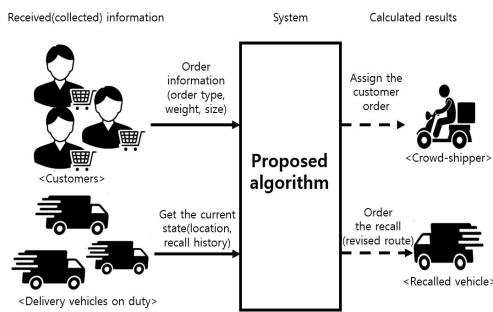 Received(collected) information
System
Calculated results
Order
information
(order type,
weight, size)
Assign the
customer
order
<Customers>
<Crowd-shipper>
Proposed
algorithm
Get the current
state(location,
recall history)
Order
the recall
(revised route)
<Delivery vehicles on duty>
<Recalled vehicle>